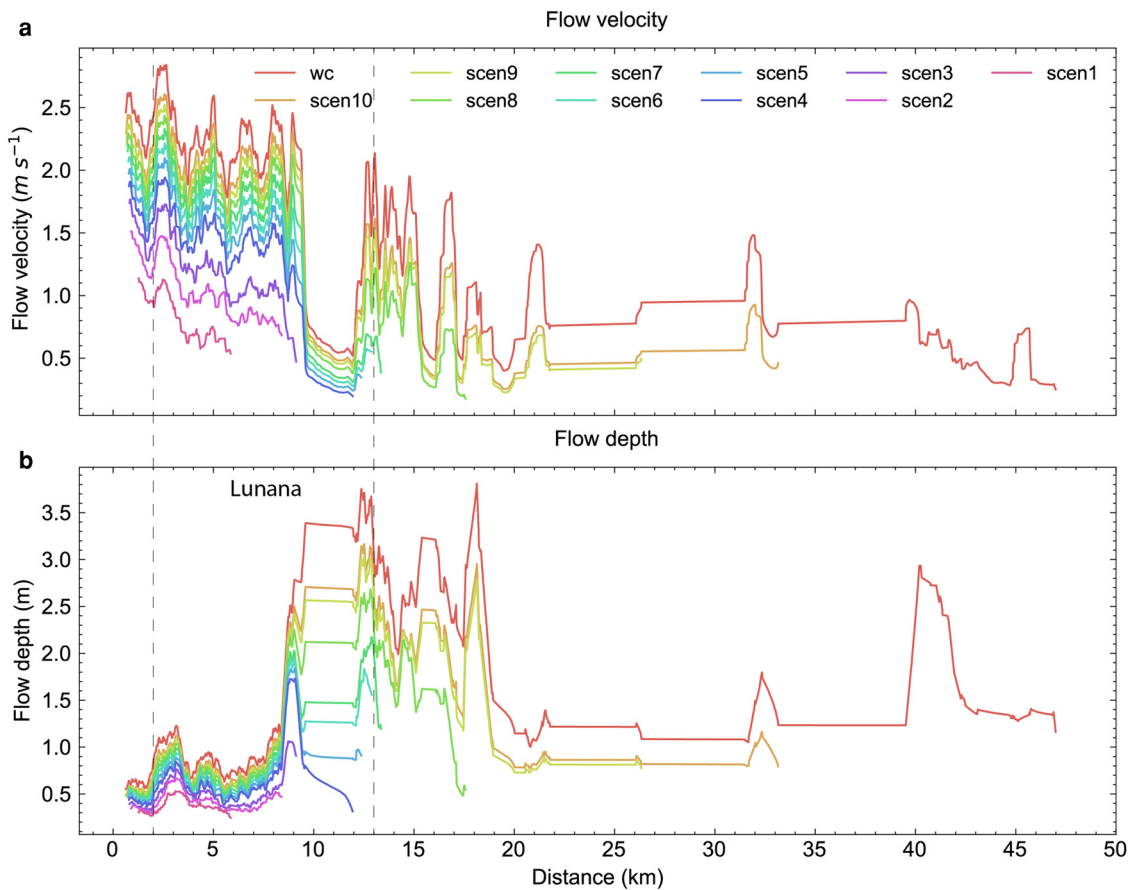 a
Flow velocity
wc scen9 scen7 scen5 scen3 scen1
scen10 scen8 scen6 scen4 scen2
Flow velocity (m s⁻¹)
2.5
2.0
1.5
1.0
0.5
b
Flow depth
Lunana
Flow depth (m)
3.5
3.0
2.5
2.0
1.5
1.0
0.5
0 5 10 15 20 25 30 32 40 45 50
Distance (km)